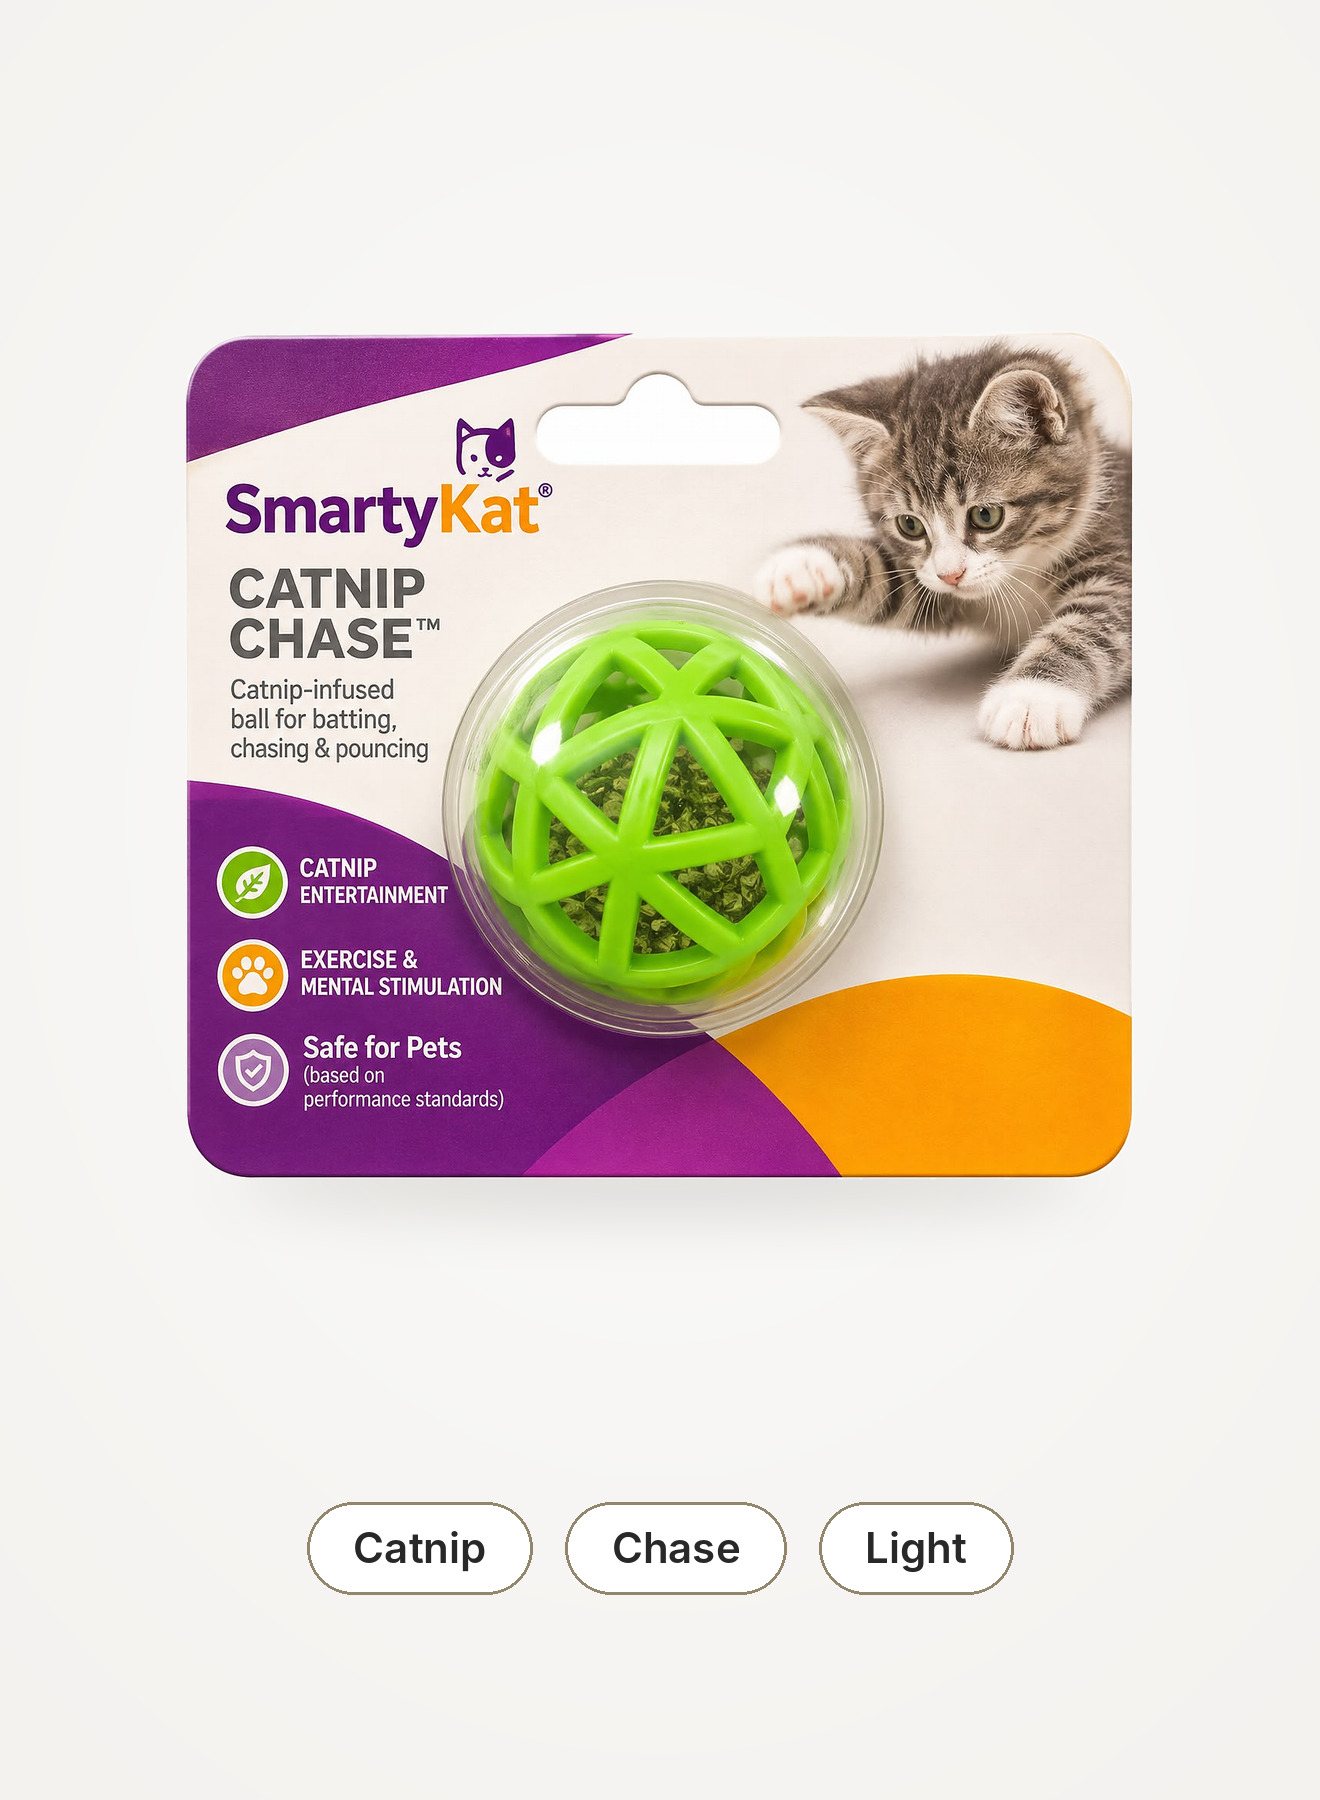 SmartyKat®
CATNIP
CHASE™
Catnip-infused
ball for batting,
chasing & pouncing
CATNIP
ENTERTAINMENT
EXERCISE &
MENTAL STIMULATION
Safe for Pets
(based on
performance standards)
Catnip
Chase
Light